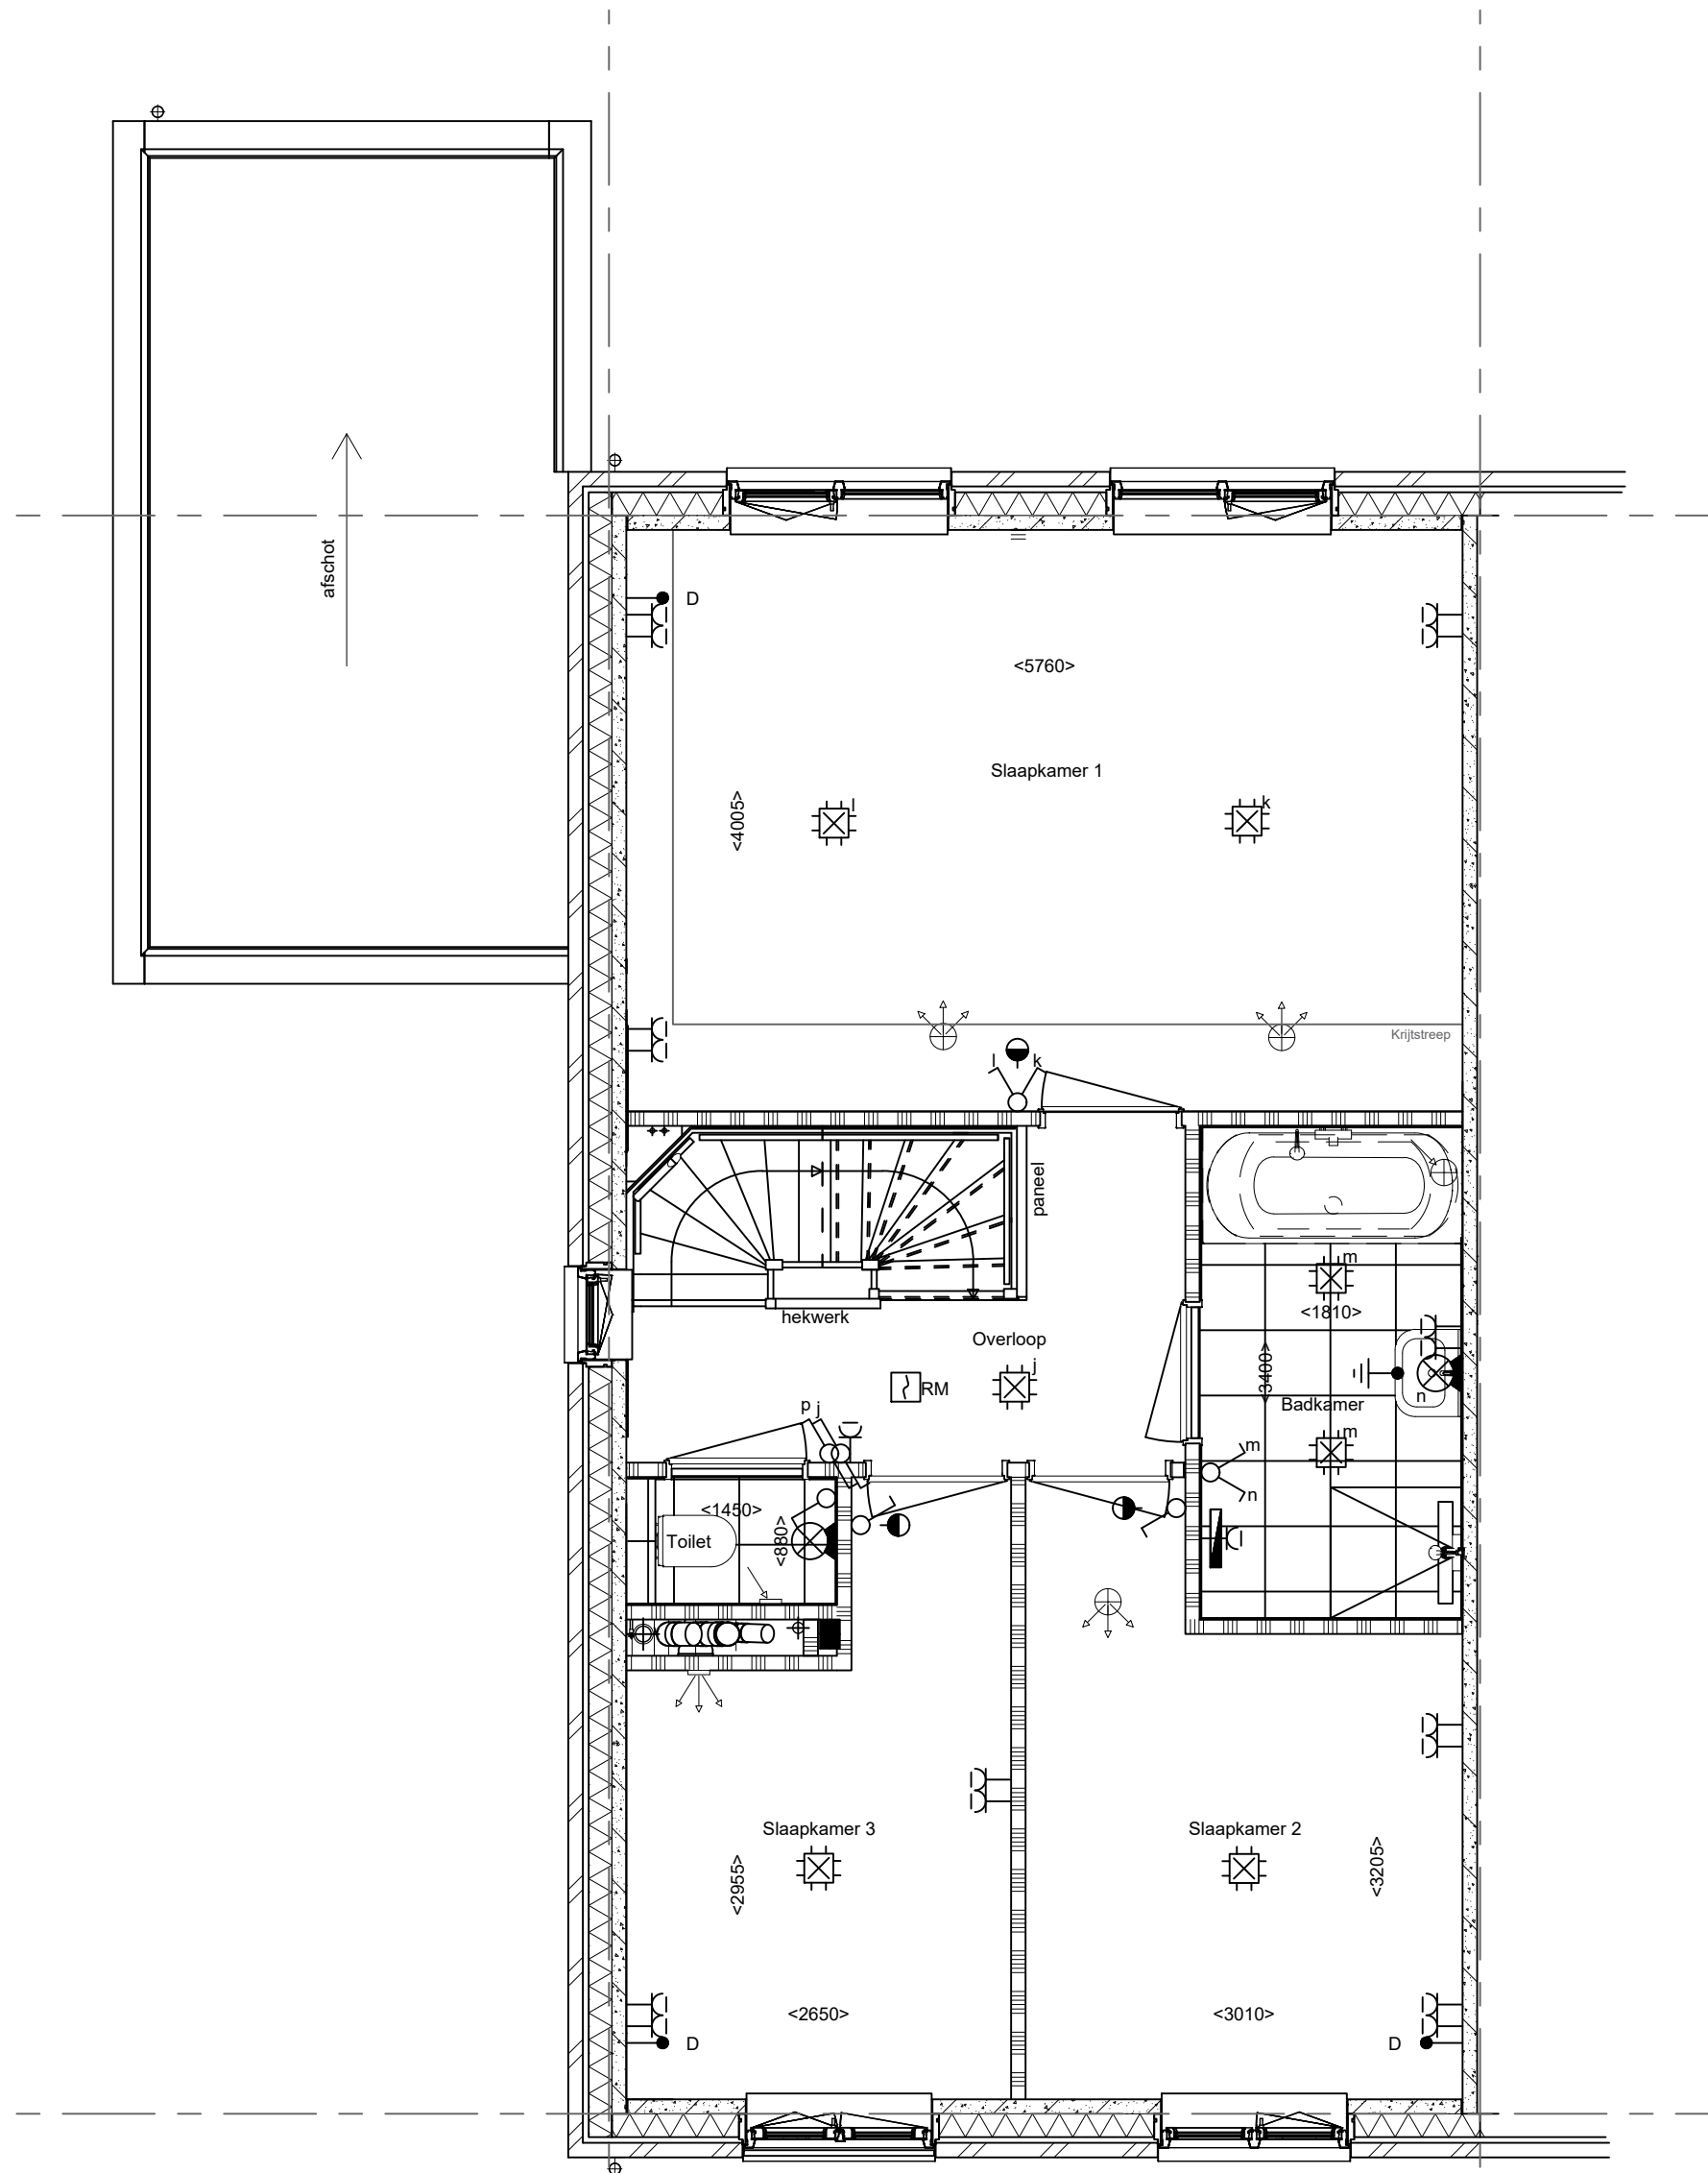 afschot
D
<5760>
Slaapkamer 1
l
k
<4005>
Krijtstreep
l
k
paneel
m
<1810>
hekwerk
Overloop
j
<3400>
RM
n
Badkamer
p j
m
m
n
<1450>
Toilet
<880>
Slaapkamer 3
Slaapkamer 2
<2955>
<3205>
<2650>
<3010>
D
D